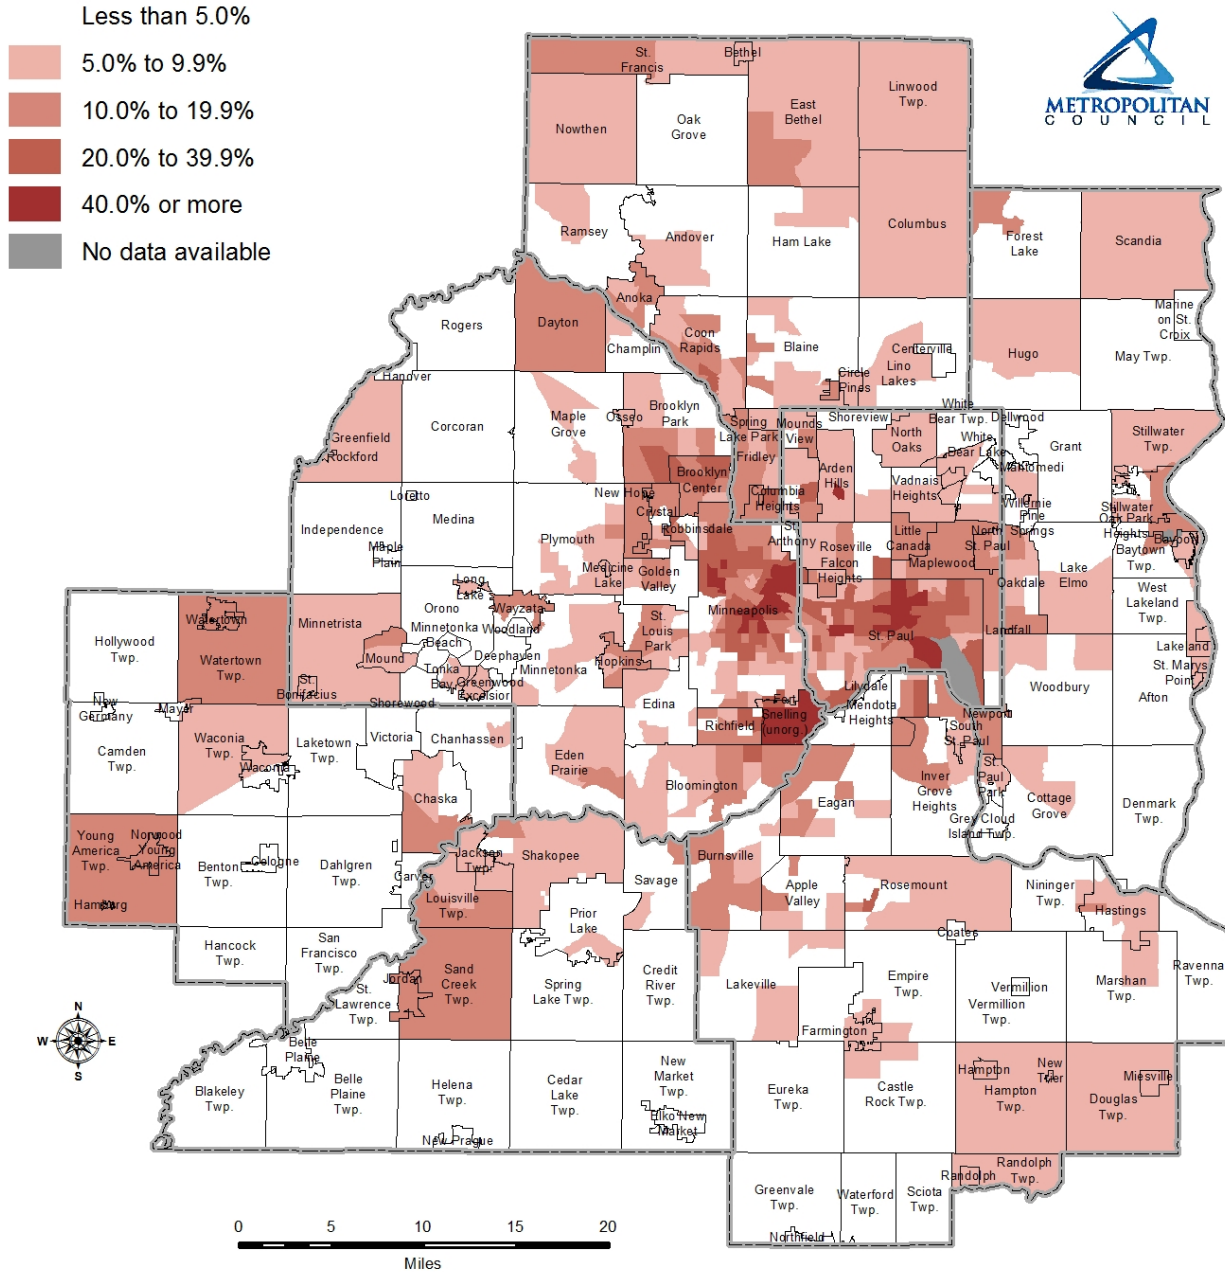 Less than 5.0%
5.0% to 9.9%
10.0% to 19.9%
20.0% to 39.9%
40.0% or more
No data available
METROPOLITAN
COUNCIL
St.
Francis
Bethel
Linwood
Twp.
Nowthen
Oak
Grove
East
Bethel
Ramsey
Andover
Ham Lake
Columbus
Forest
Lake
Scandia
Anoka
Rogers
Dayton
Champlin
Coon
Rapids
Blaine
Centerville
Lino
Lakes
Circle
Pines
Hugo
Marine
on St.
Croix
May Twp.
Hanover
Greenfield
Rockford
Corcoran
Maple
Grove
Osseo
Brooklyn
Park
Spring
Lake Park
Mounds
View
Shoreview
White
Bear Twp.
Dellwood
Grant
Stillwater
Twp.
North
Oaks
White
Bear Lake
Mahtomedi
Fridley
Arden
Hills
Vadnais
Heights
Brooklyn
Center
Loretto
Independence
Medina
Maple
Plain
Plymouth
New Hope
Crystal
Robbinsdale
Columbia
Heights
St.
Anthony
Roseville
Falcon
Heights
Little
Canada
Maplewood
North
St. Paul
Willernie
Pine
Springs
Stillwater
Oak Park
Heights
Bayport
Baytown
Twp.
Medicine
Lake
Golden
Valley
Lake
Elmo
Oakdale
West
Lakeland
Twp.
Long
Lake
Orono
Wayzata
Minnetonka
Beach
Woodland
Deephaven
Tonka
Bay
Greenwood
Excelsior
Shorewood
Minnetonka
Minnetrista
Mound
St.
Bonifacius
Hollywood
Twp.
Watertown
Watertown
Twp.
St.
Louis
Park
Hopkins
Minneapolis
St. Paul
Landfall
Lakeland
St. Marys
Point
Woodbury
Afton
New
Germany
Mayer
Camden
Twp.
Waconia
Twp.
Waconia
Laketown
Twp.
Victoria
Chanhassen
Chaska
Edina
Richfield
Fort
Snelling
(unorg.)
Lilydale
Mendota
Heights
Newport
South
St. Paul
St.
Paul
Park
Eden
Prairie
Bloomington
Eagan
Inver
Grove
Heights
Cottage
Grove
Grey Cloud
Island Twp.
Denmark
Twp.
Young
America
Twp.
Norwood
Young
America
Hamburg
Benton
Twp.
Cologne
Dahlgren
Twp.
Carver
Jackson
Twp.
Louisville
Twp.
Shakopee
Savage
Prior
Lake
Burnsville
Apple
Valley
Rosemount
Nininger
Twp.
Hastings
Coates
Hancock
Twp.
San
Francisco
Twp.
St.
Lawrence
Twp.
Jordan
Sand
Creek
Twp.
Spring
Lake Twp.
Credit
River
Twp.
Lakeville
Empire
Twp.
Farmington
Vermillion
Vermillion
Twp.
Marshan
Twp.
Ravenna
Twp.
Blakeley
Twp.
Belle
Plaine
Belle
Plaine
Twp.
Helena
Twp.
New Prague
Cedar
Lake
Twp.
New
Market
Twp.
Elko New
Market
Eureka
Twp.
Castle
Rock Twp.
Hampton
Hampton
Twp.
New
Trier
Douglas
Twp.
Miesville
Randolph
Randolph
Twp.
Greenvale
Twp.
Waterford
Twp.
Sciota
Twp.
Northfield
N
W
E
S
0
5
10
15
20
Miles